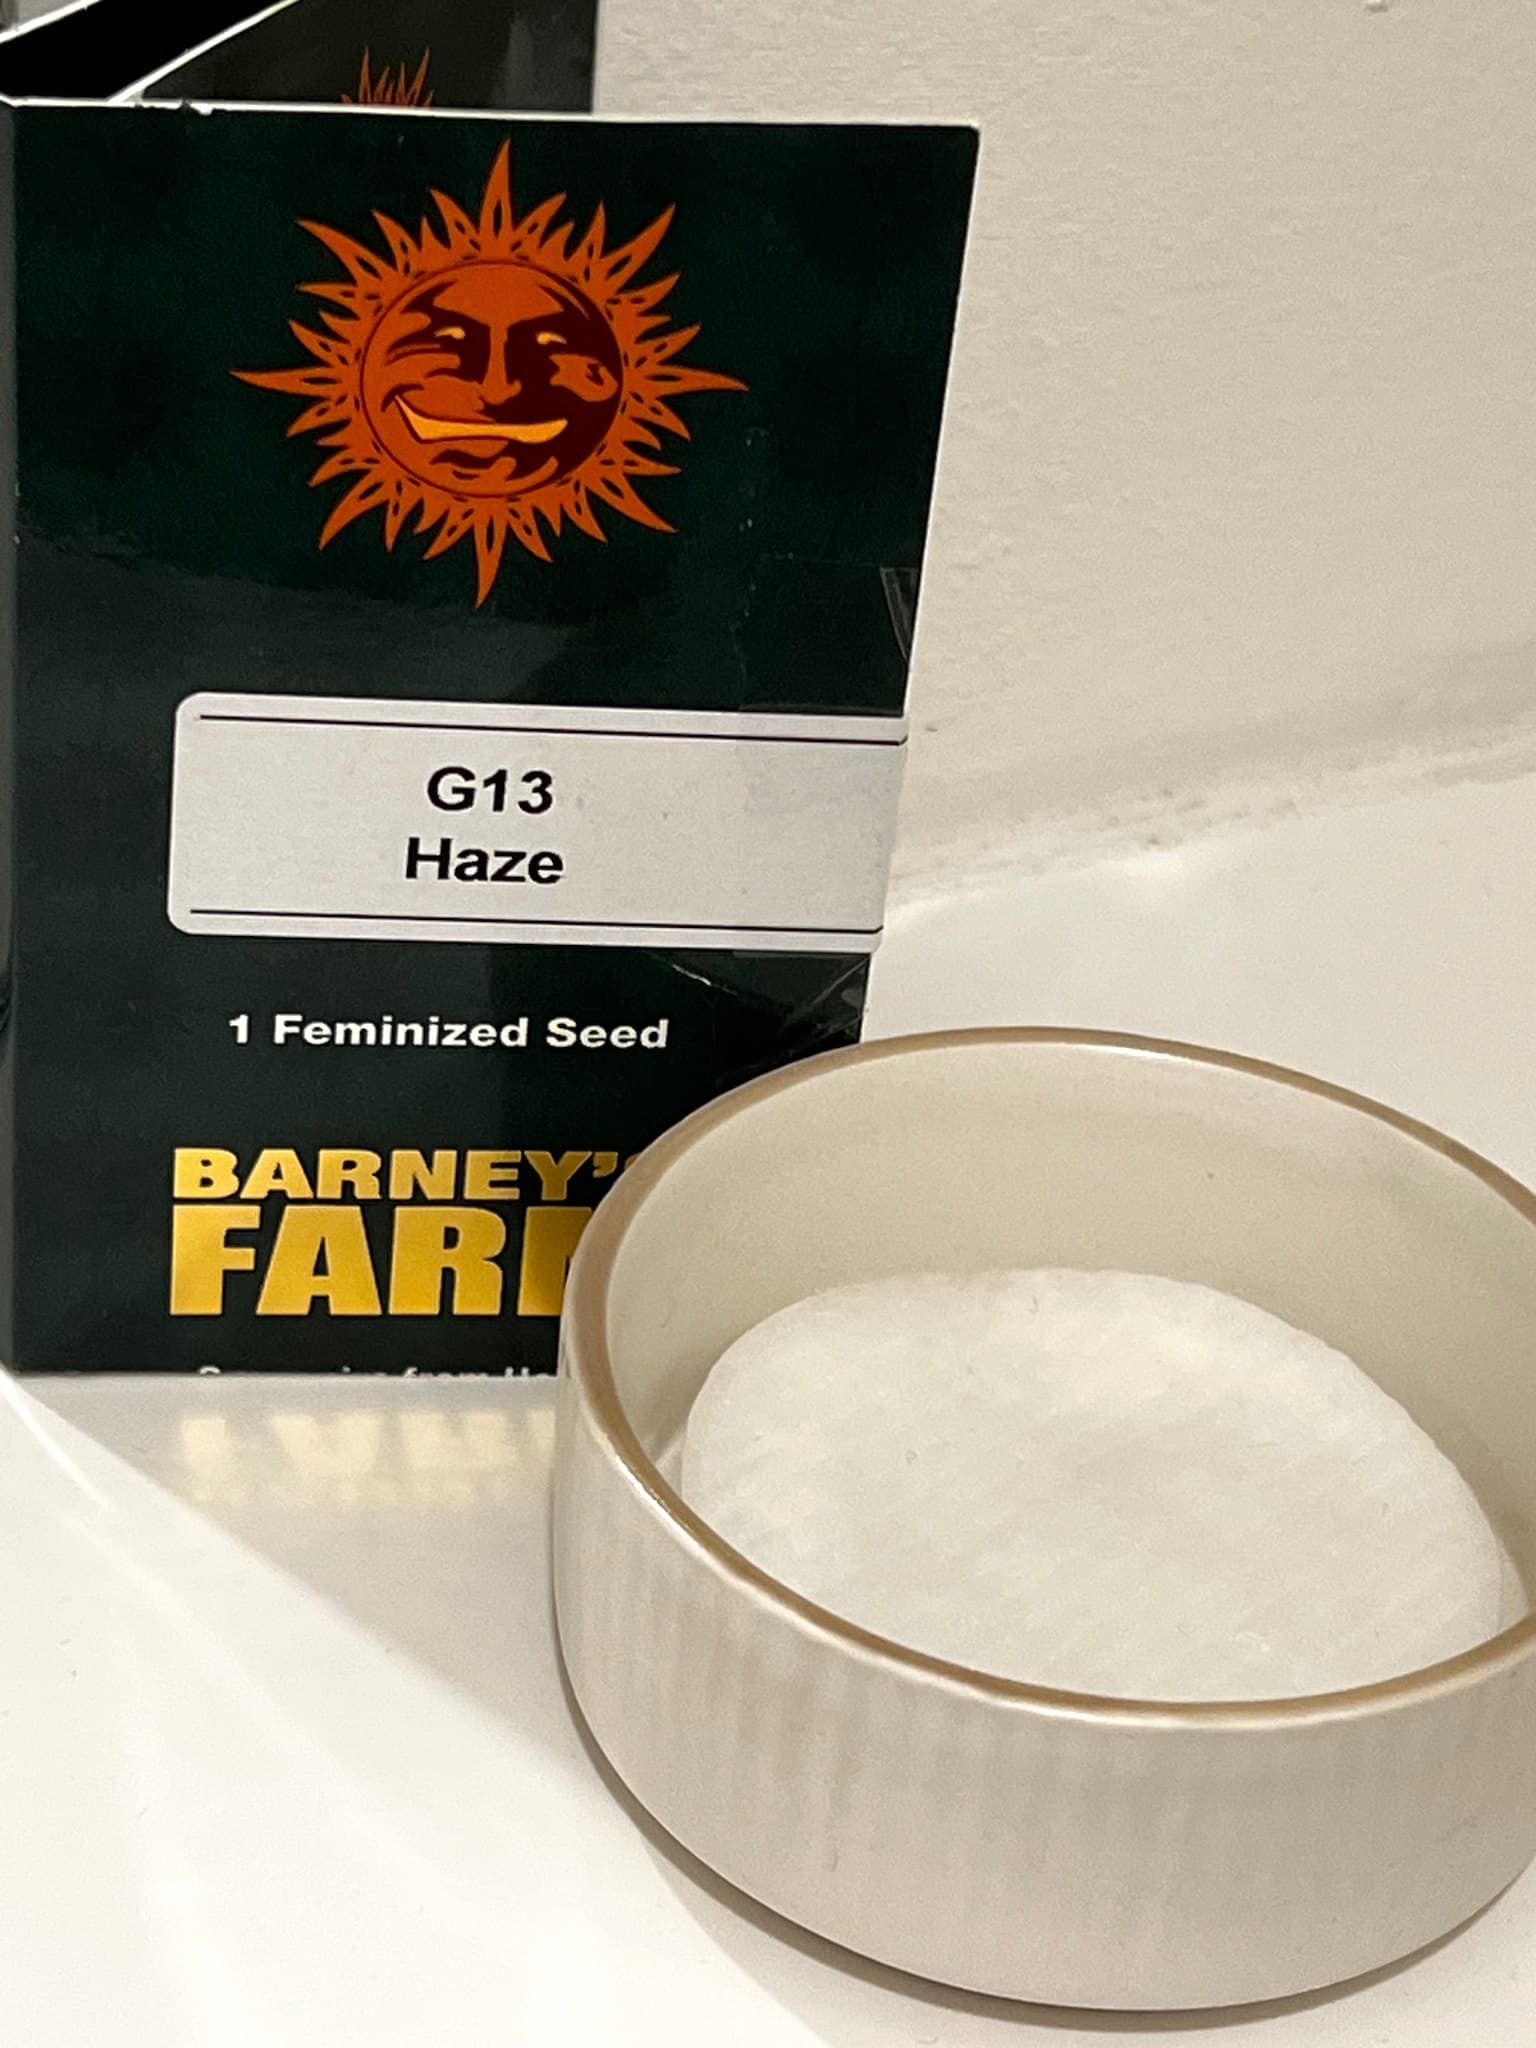 G13
Haze
1 Feminized Seed
BARNEY'
FAR